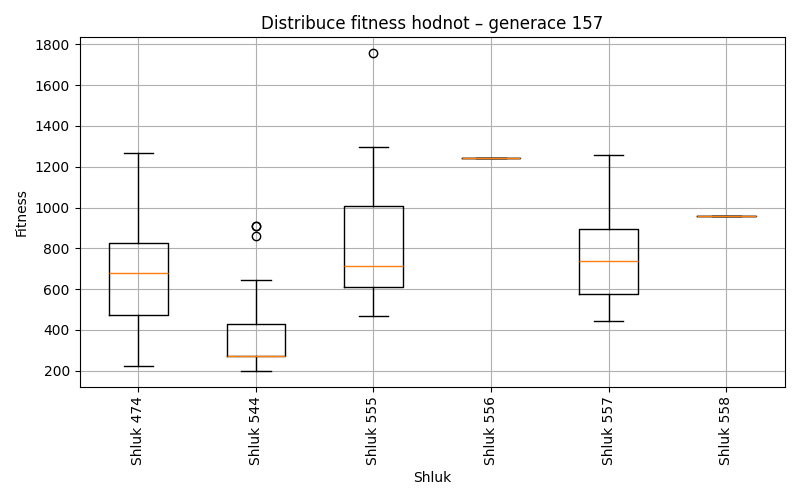 Distribuce fitness hodnot – generace 157
1800
1600
1400
1200
1000
800
600
400
200
Fitness
Shluk 474
Shluk 544
Shluk 555
Shluk 556
Shluk 557
Shluk 558
Shluk